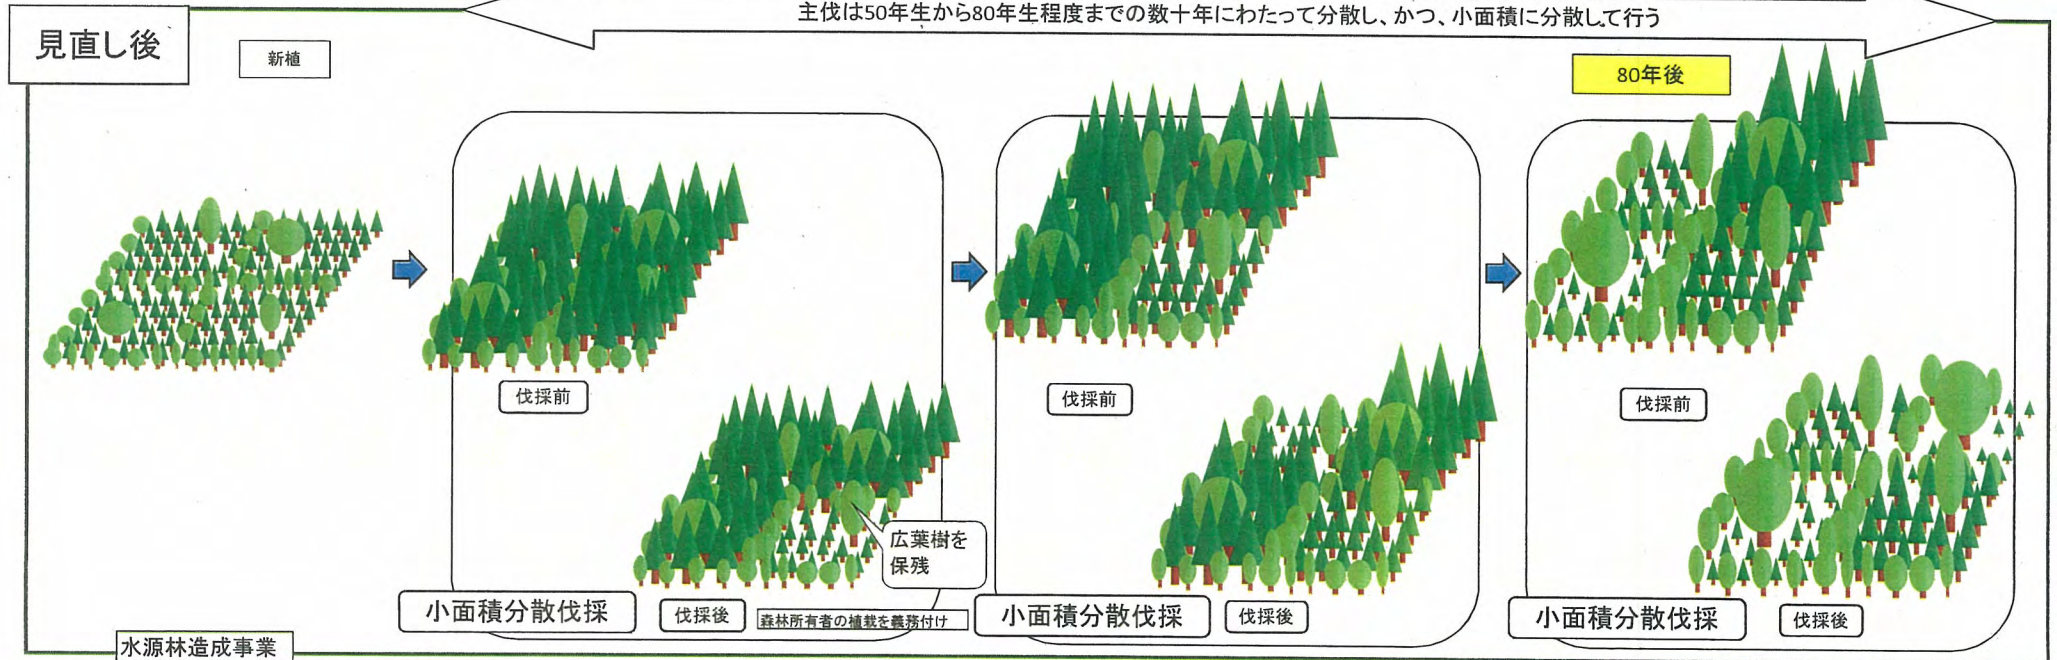 主伐は50年生から80年生程度までの数十年にわたって分散し、かつ、小面積に分散して行う
見直し後
新植
80年後
伐採前
伐採前
伐採前
広葉樹を
保残
小面積分散伐採
伐採後
森林所有者の植栽を義務付け
小面積分散伐採
伐採後
小面積分散伐採
伐採後
水源林造成事業